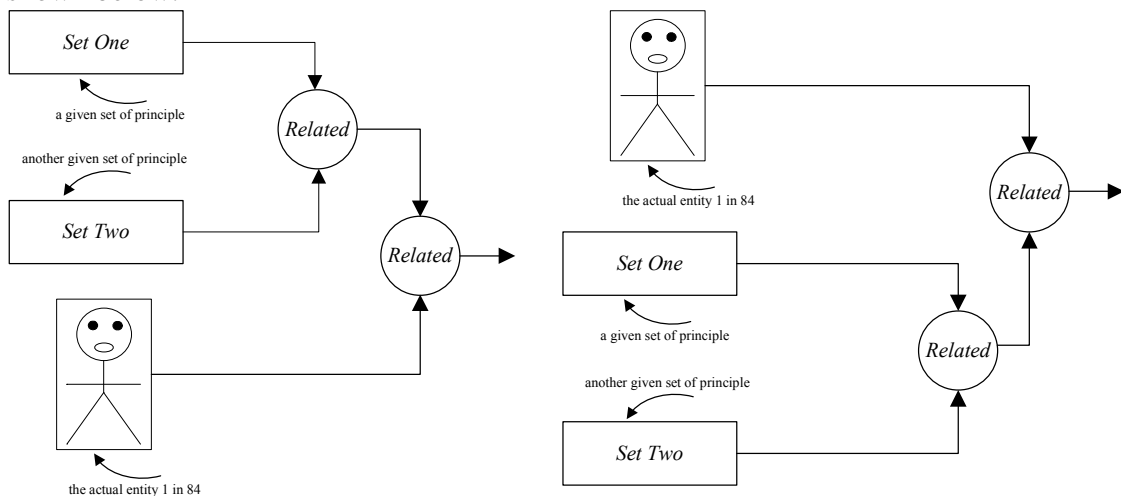 Set One
a given set of principle
another given set of principle
Set Two
Related
Related
the actual entity 1 in 84
the actual entity 1 in 84
Related
Set One
a given set of principle
Related
another given set of principle
Set Two